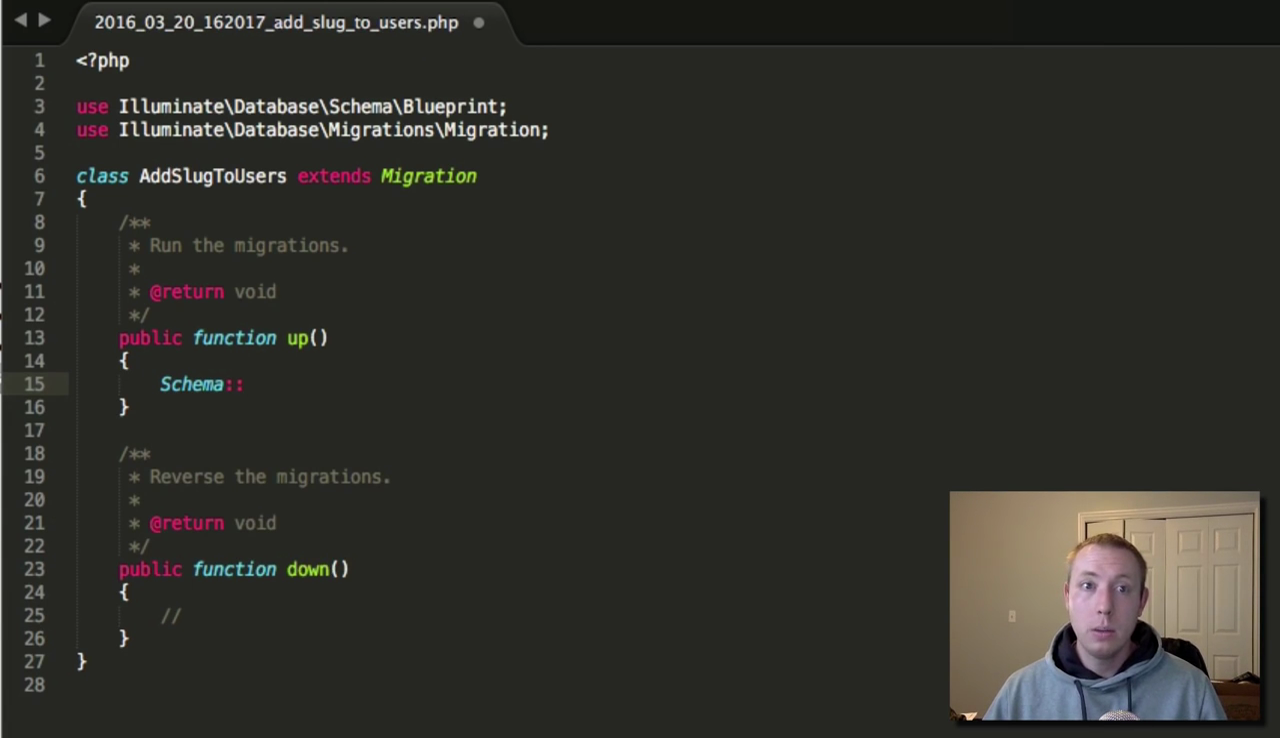 2016_03_20_162017_add_slug_to_users.php
1 <?php
2
3 use Illuminate\Database\Schema\Blueprint;
4 use Illuminate\Database\Migrations\Migration;
5
6 class AddSlugToUsers extends Migration
7 {
8 /**
9 * Run the migrations.
10 *
11 * @return void
12 */
13 public function up()
14 {
15 Schema::
16 }
17
18 /**
19 * Reverse the migrations.
20 *
21 * @return void
22 */
23 public function down()
24 {
25 //
26 }
27 }
28